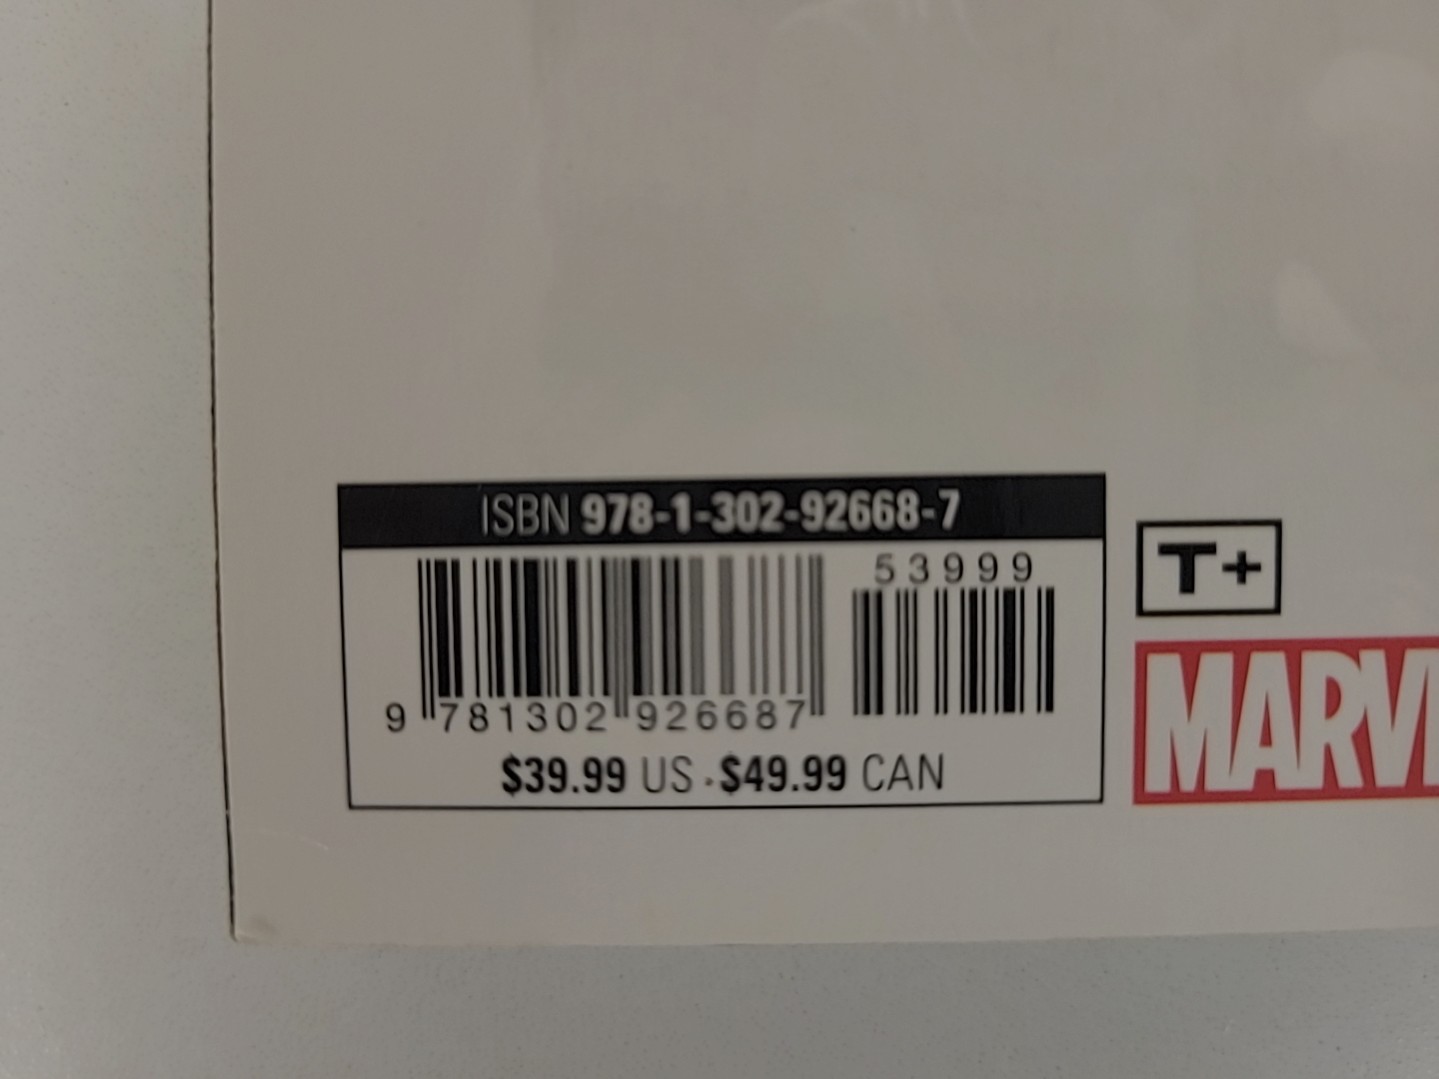 ISBN 978-1-302-92668-7
53999
9 781302 926687
$39.99 US · $49.99 CAN
T+
MARV